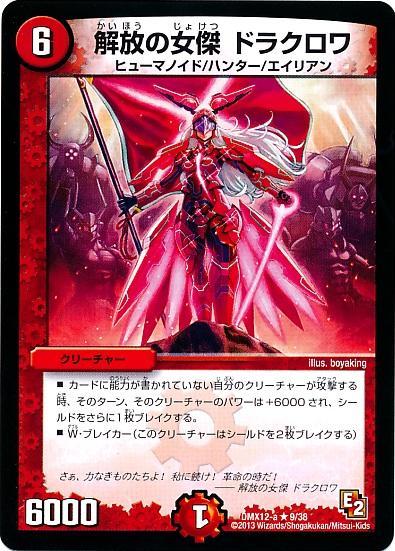 6
かいほう じょけつ
解放の女傑 ドラクロワ
ヒューマノイド/ハンター/エイリアン
クリーチャー
illus. boyaking
■ カードに能力が書かれていない自分のクリーチャーが攻撃する
時、そのターン、そのクリーチャーのパワーは+6000され、シー
ルドをさらに1枚ブレイクする。
■ W・ブレイカー(このクリーチャーはシールドを2枚ブレイクする)
さぁ、力なきものたちよ! 私に続け! 革命の時だ!
―― 解放の女傑 ドラクロワ
6000
1
DMX12-a ★ 9/38
©2013 Wizards/Shogakukan/Mitsui-Kids
E2